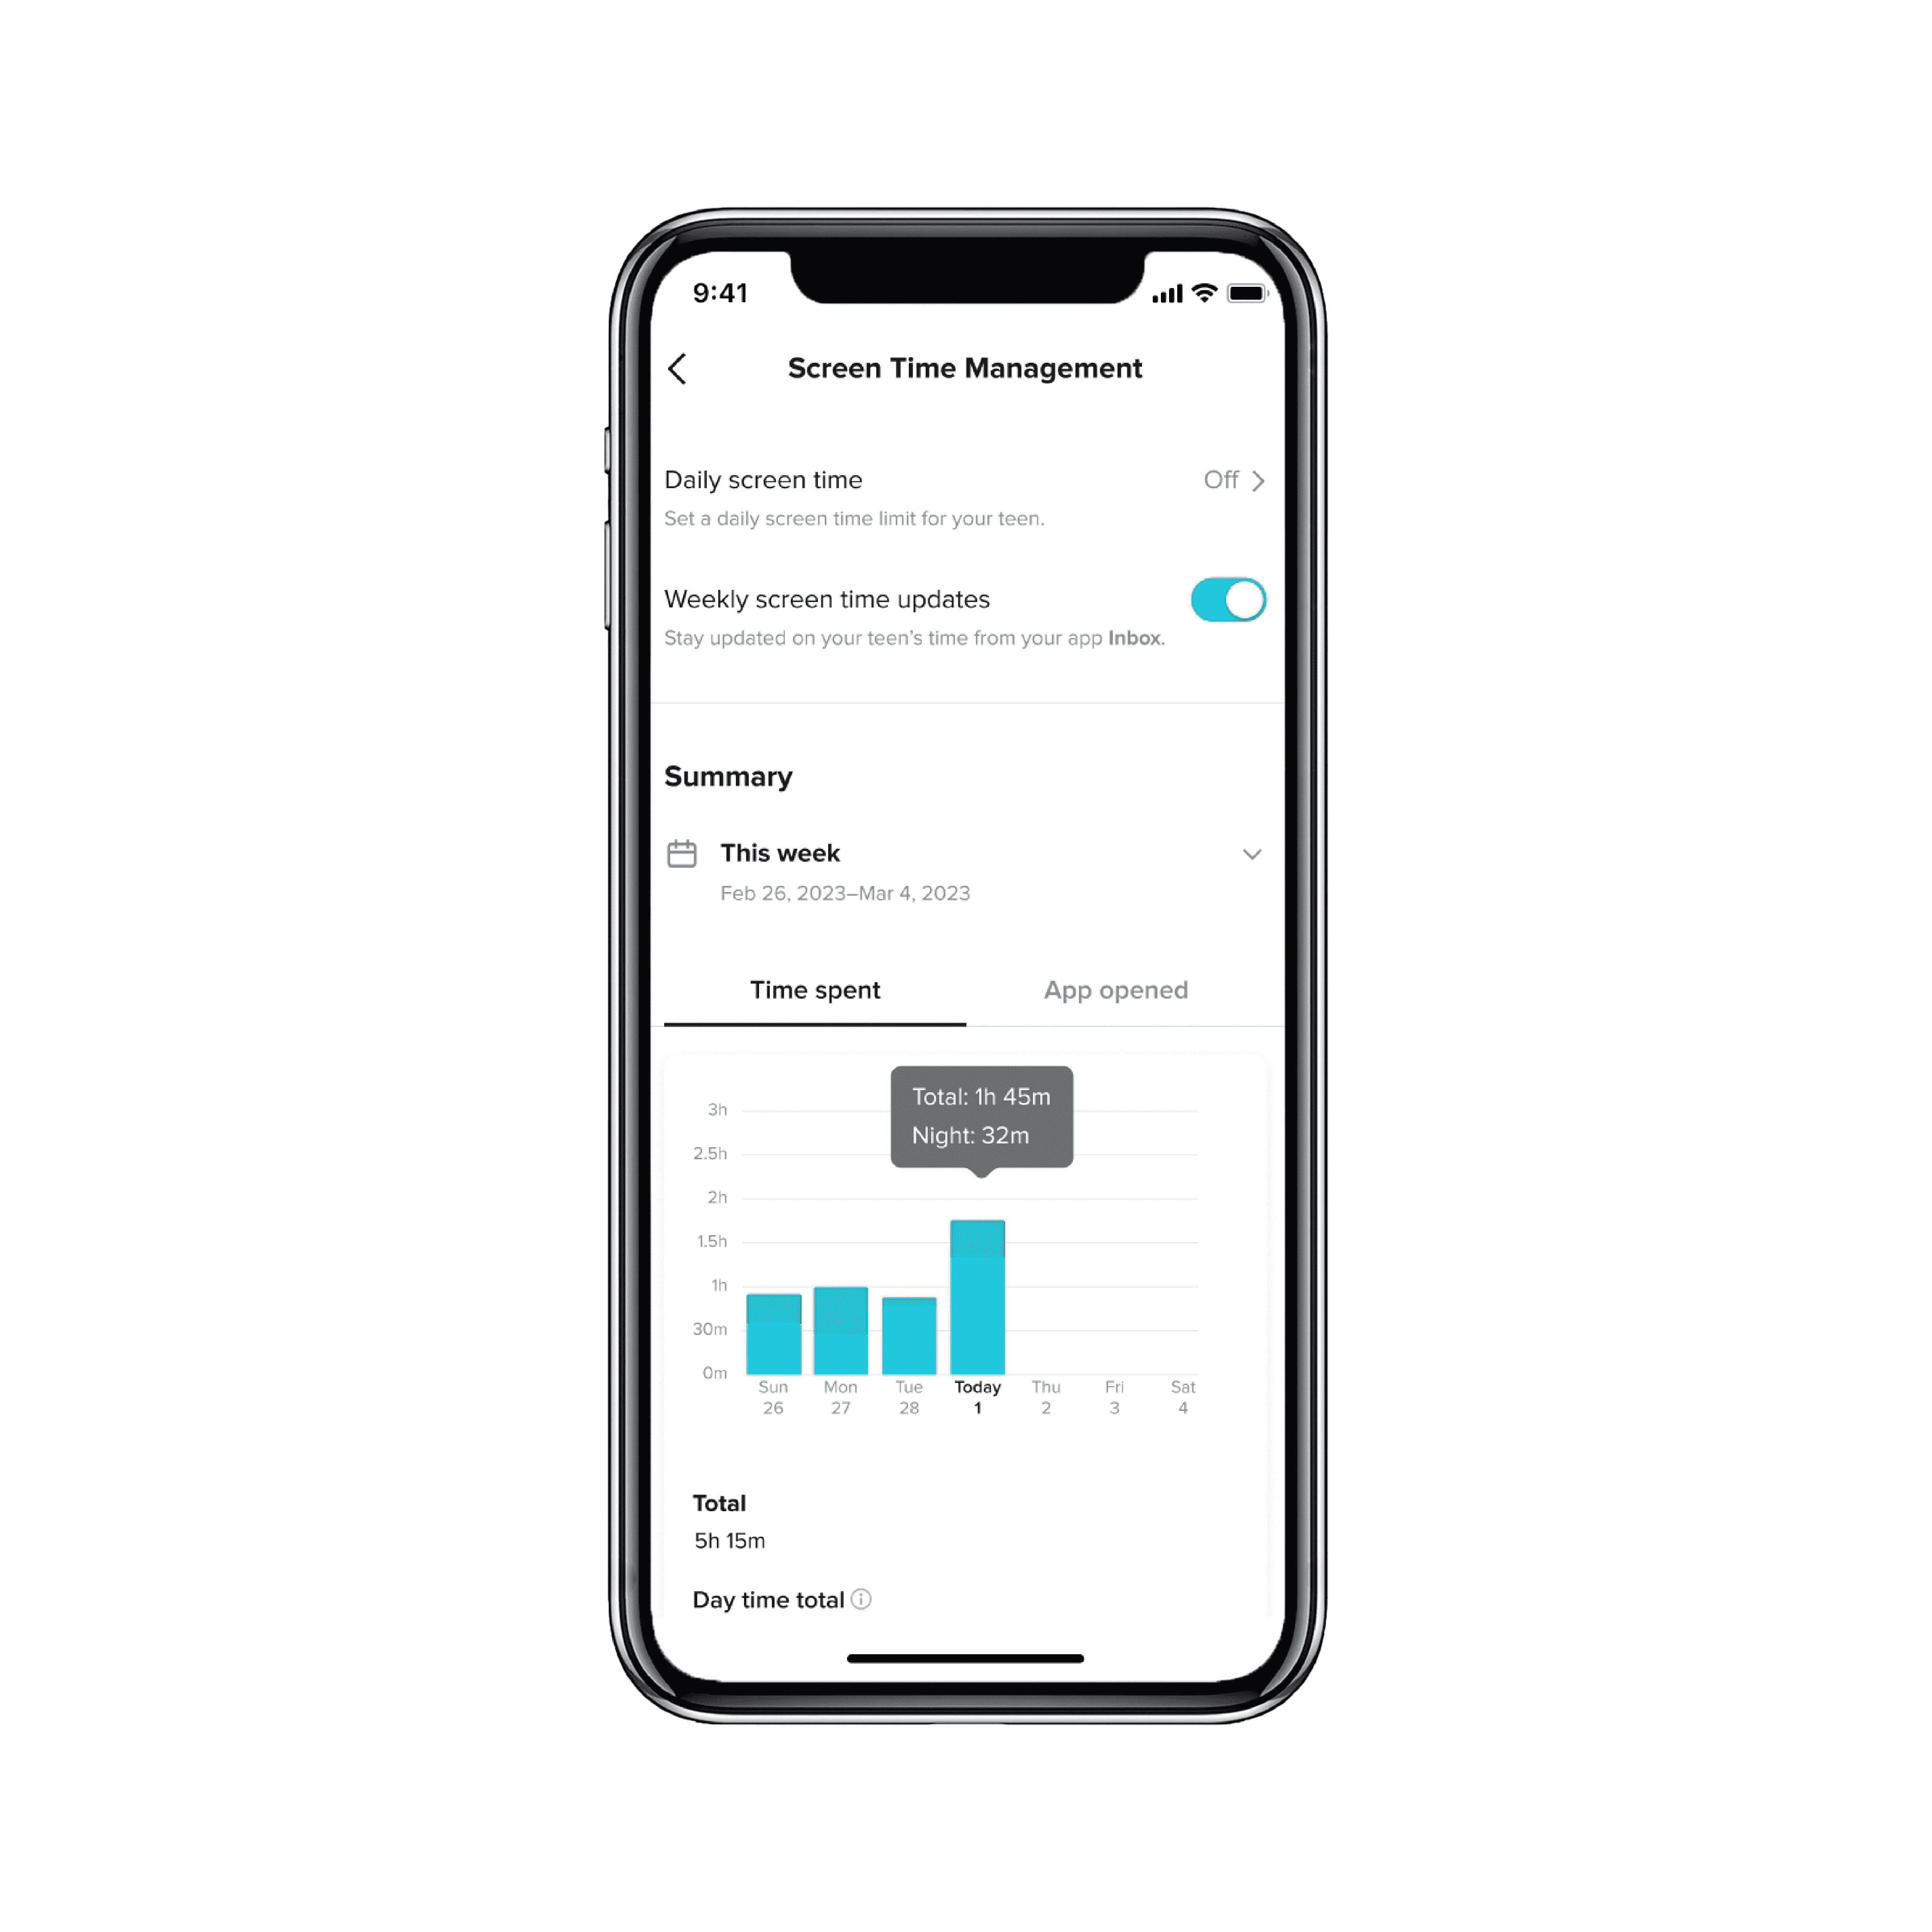 9:41
Screen Time Management
Daily screen time Off
Set a daily screen time limit for your teen.
Weekly screen time updates
Stay updated on your teen's time from your app Inbox.
Summary
This week
Feb 26, 2023–Mar 4, 2023
Time spent App opened
Total: 1h 45m
Night: 32m
3h
2.5h
2h
1.5h
1h
30m
0m
Sun Mon Tue Today Thu Fri Sat
26 27 28 1 2 3 4
Total
5h 15m
Day time total